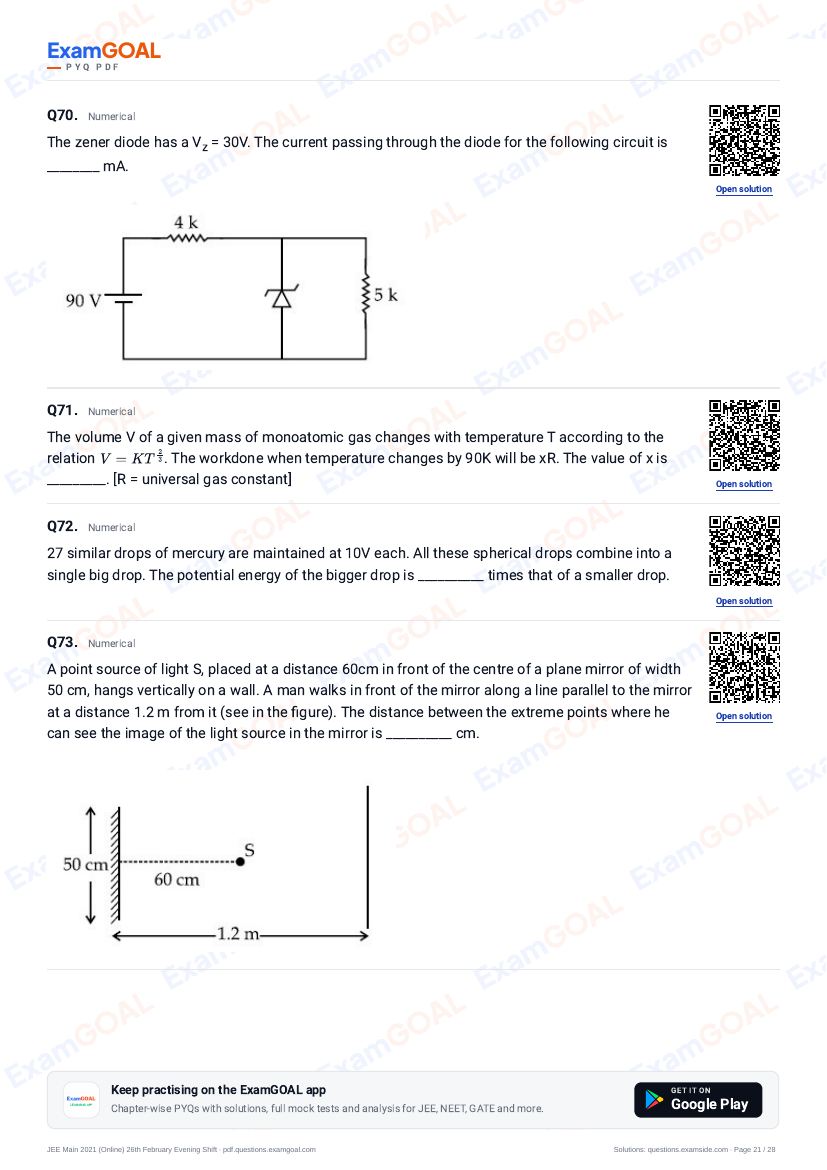 ExamGOAL
PYQ PDF
Q70. Numerical
The zener diode has a V_z = 30V. The current passing through the diode for the following circuit is
________ mA.
Open solution
4 k
90 V
5 k
Q71. Numerical
The volume V of a given mass of monoatomic gas changes with temperature T according to the
relation $V = KT^{\frac{2}{3}}$. The workdone when temperature changes by 90K will be xR. The value of x is
_________. [R = universal gas constant]
Open solution
Q72. Numerical
27 similar drops of mercury are maintained at 10V each. All these spherical drops combine into a
single big drop. The potential energy of the bigger drop is __________ times that of a smaller drop.
Open solution
Q73. Numerical
A point source of light S, placed at a distance 60cm in front of the centre of a plane mirror of width
50 cm, hangs vertically on a wall. A man walks in front of the mirror along a line parallel to the mirror
at a distance 1.2 m from it (see in the figure). The distance between the extreme points where he
can see the image of the light source in the mirror is __________ cm.
Open solution
S
50 cm
60 cm
1.2 m
Keep practising on the ExamGOAL app
Chapter-wise PYQs with solutions, full mock tests and analysis for JEE, NEET, GATE and more.
GET IT ON
Google Play
JEE Main 2021 (Online) 26th February Evening Shift · pdf.questions.examgoal.com
Solutions: questions.examside.com · Page 21 / 28